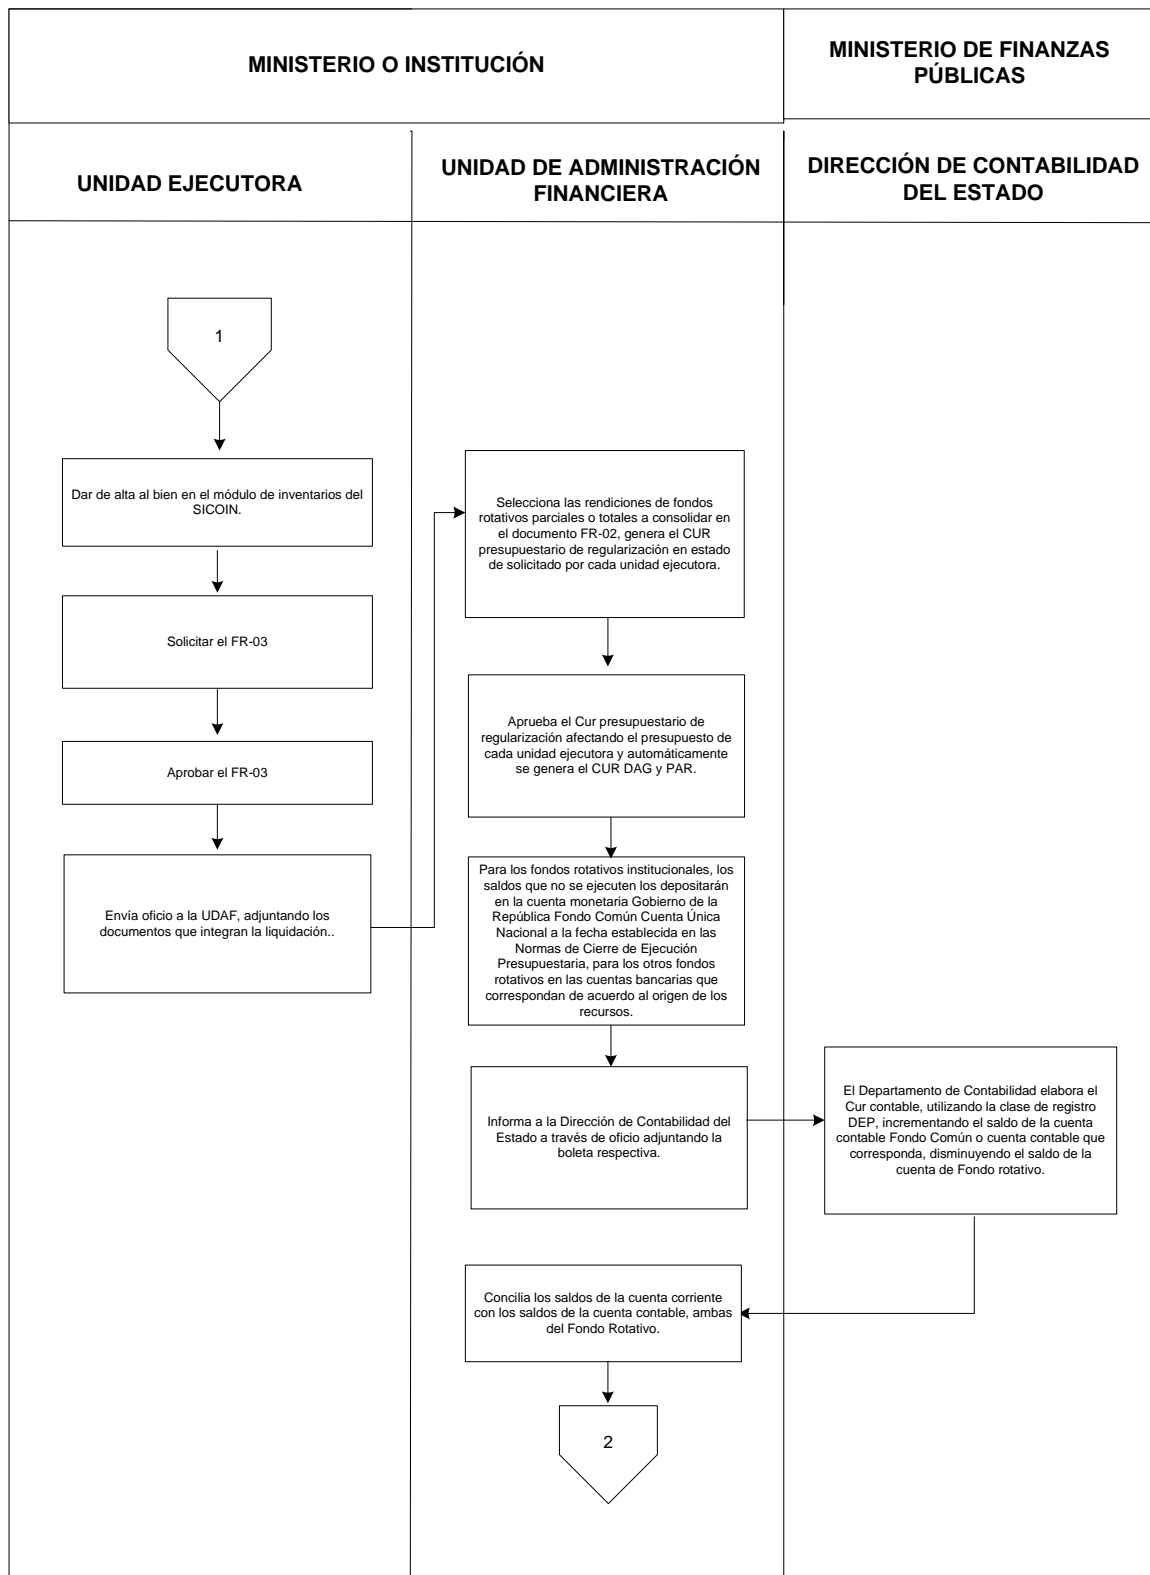 MINISTERIO O INSTITUCIÓN
MINISTERIO DE FINANZAS
PÚBLICAS
UNIDAD EJECUTORA
UNIDAD DE ADMINISTRACIÓN
FINANCIERA
DIRECCIÓN DE CONTABILIDAD
DEL ESTADO
1
Dar de alta al bien en el módulo de inventarios del
SICOIN.
Solicitar el FR-03
Aprobar el FR-03
Envía oficio a la UDAF, adjuntando los
documentos que integran la liquidación..
Selecciona las rendiciones de fondos
rotativos parciales o totales a consolidar en
el documento FR-02, genera el CUR
presupuestario de regularización en estado
de solicitado por cada unidad ejecutora.
Aprueba el Cur presupuestario de
regularización afectando el presupuesto de
cada unidad ejecutora y automáticamente
se genera el CUR DAG y PAR.
Para los fondos rotativos institucionales, los
saldos que no se ejecuten los depositarán
en la cuenta monetaria Gobierno de la
República Fondo Común Cuenta Única
Nacional a la fecha establecida en las
Normas de Cierre de Ejecución
Presupuestaria, para los otros fondos
rotativos en las cuentas bancarias que
correspondan de acuerdo al origen de los
recursos.
Informa a la Dirección de Contabilidad del
Estado a través de oficio adjuntando la
boleta respectiva.
El Departamento de Contabilidad elabora el
Cur contable, utilizando la clase de registro
DEP, incrementando el saldo de la cuenta
contable Fondo Común o cuenta contable que
corresponda, disminuyendo el saldo de la
cuenta de Fondo rotativo.
Concilia los saldos de la cuenta corriente
con los saldos de la cuenta contable, ambas
del Fondo Rotativo.
2